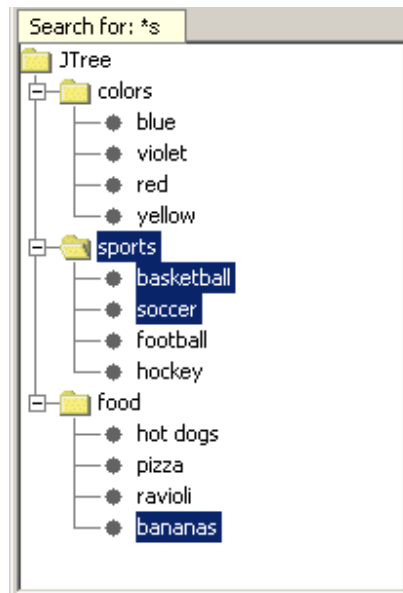 Search for: *s
JTree
colors
blue
violet
red
yellow
sports
basketball
soccer
football
hockey
food
hot dogs
pizza
ravioli
bananas